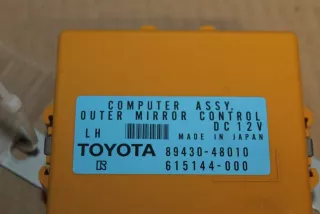 COMPUTER ASSY,
OUTER MIRROR CONTROL
LH DC 12V
MADE IN JAPAN
TOYOTA 89430-48010
615144-000